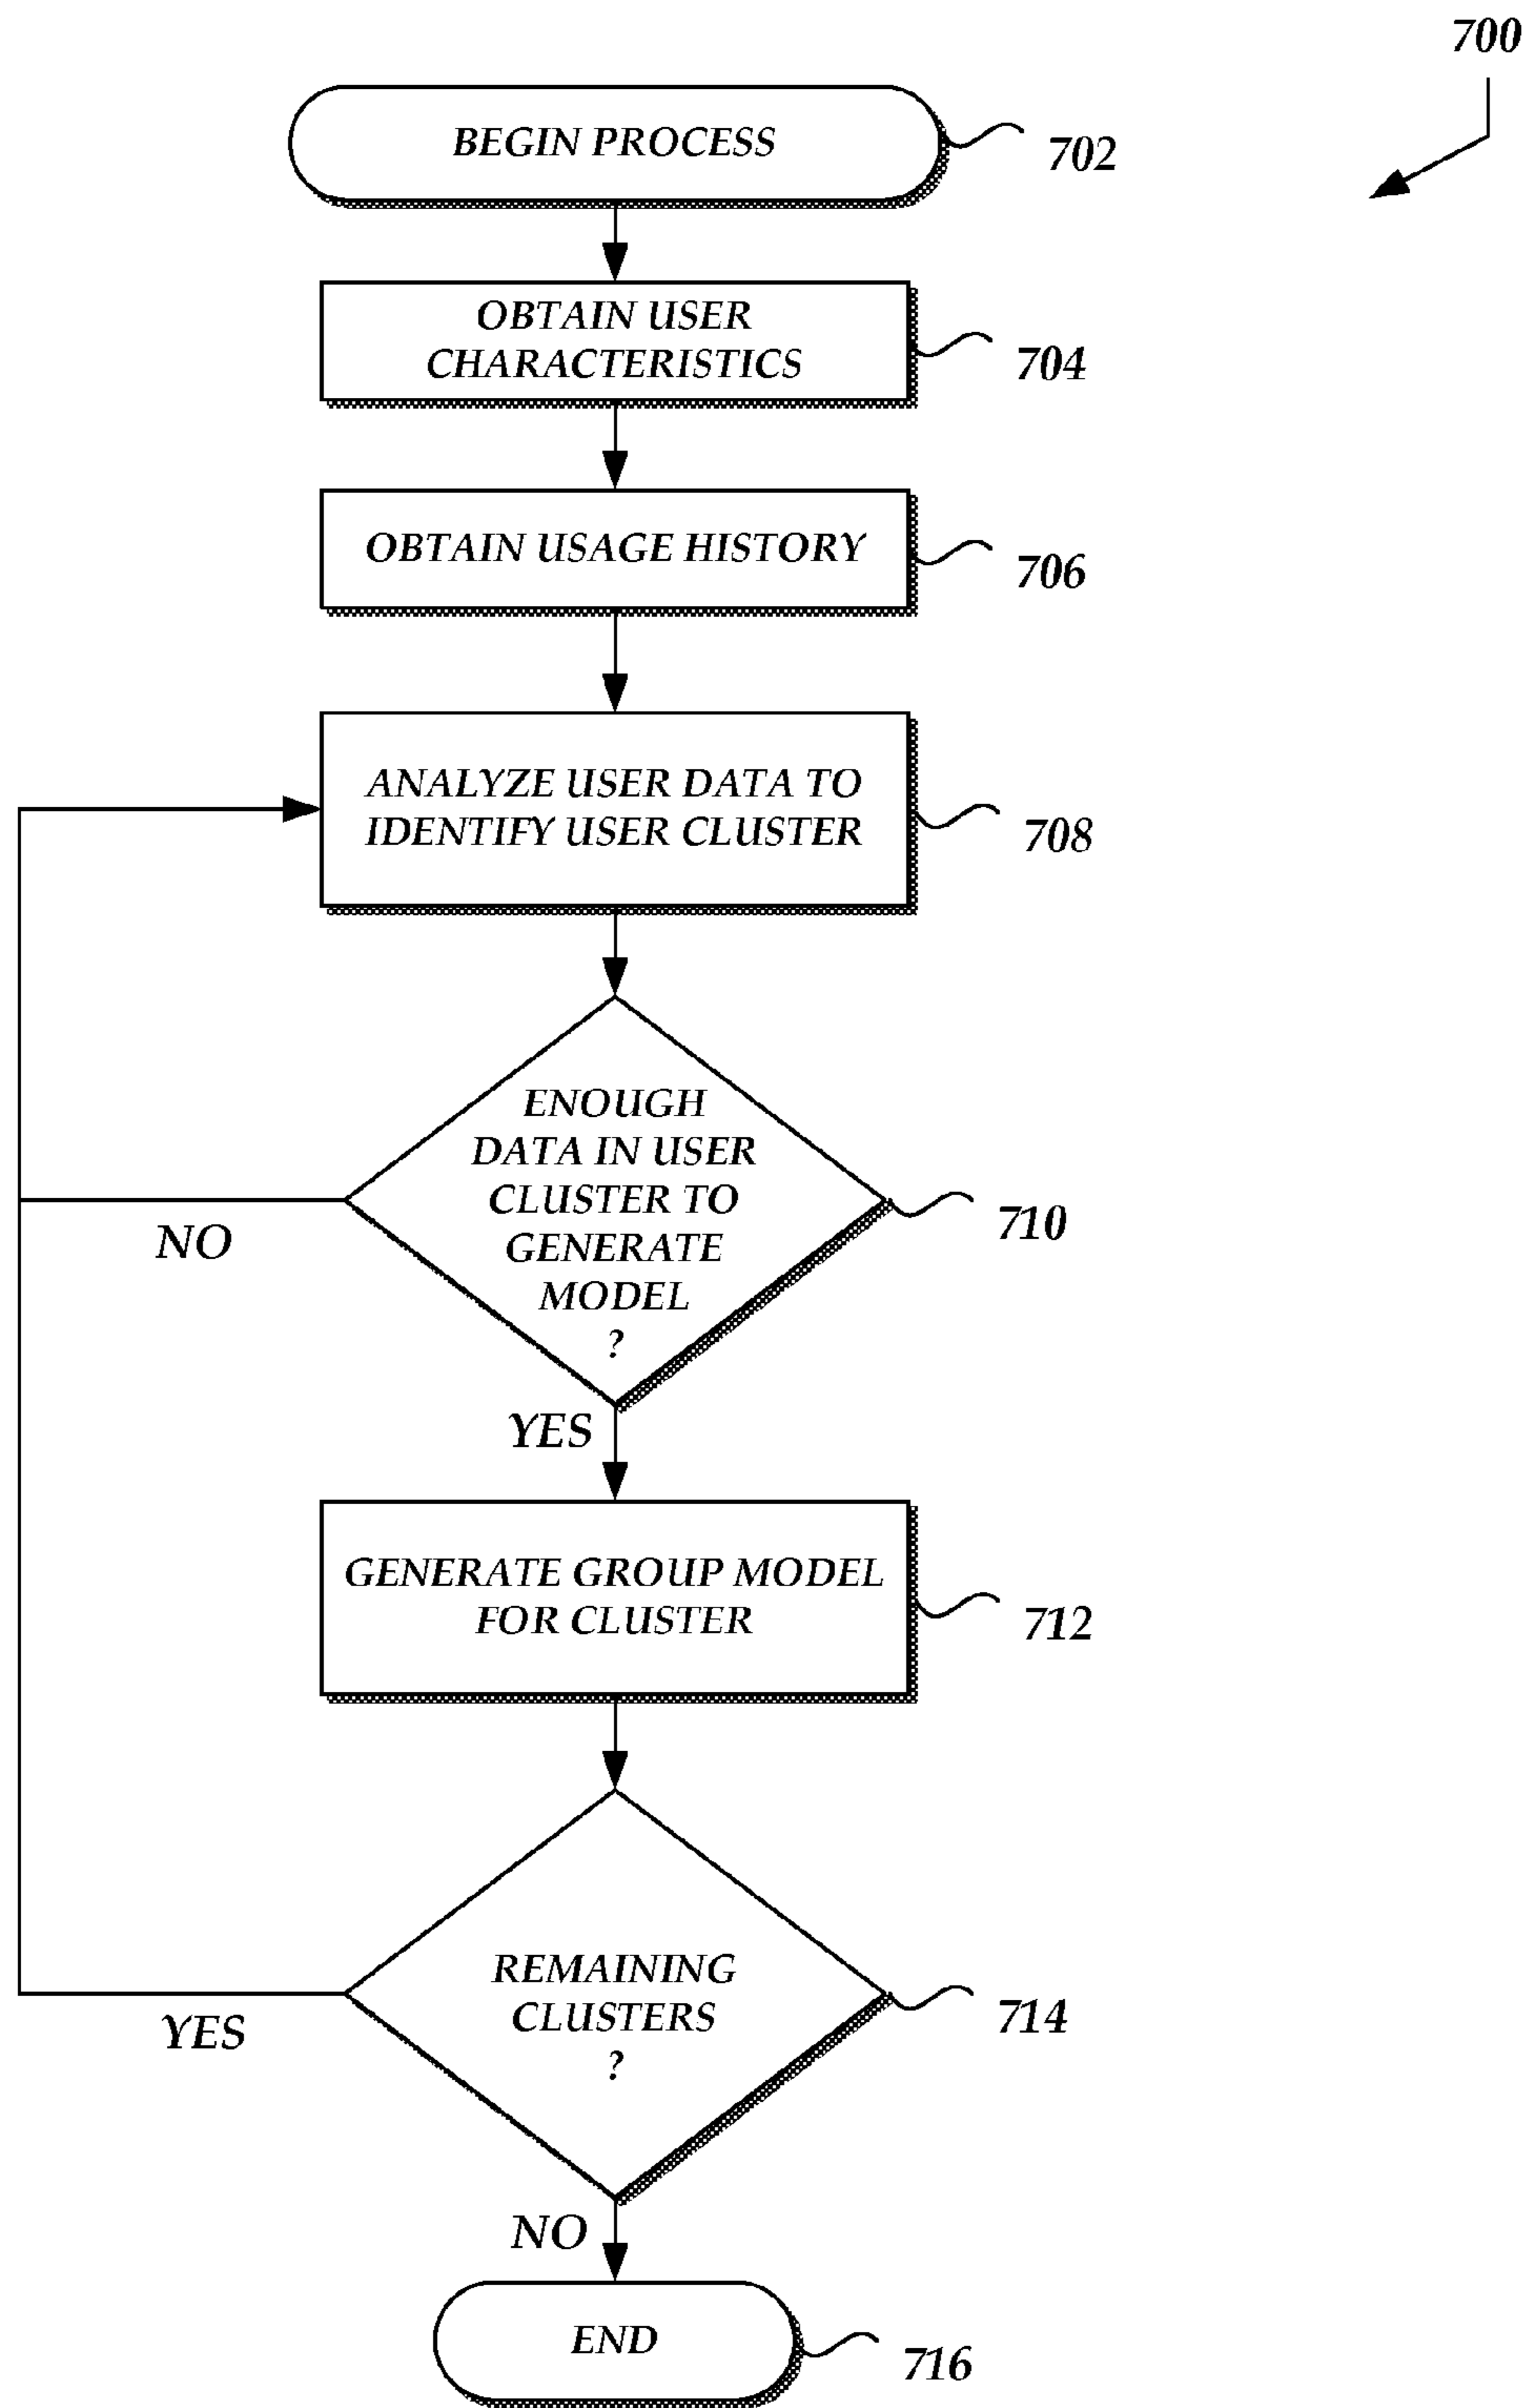 700
BEGIN PROCESS
702
OBTAIN USER
CHARACTERISTICS
704
OBTAIN USAGE HISTORY
706
ANALYZE USER DATA TO
IDENTIFY USER CLUSTER
708
ENOUGH
DATA IN USER
CLUSTER TO
GENERATE
MODEL
?
710
NO
YES
GENERATE GROUP MODEL
FOR CLUSTER
712
REMAINING
CLUSTERS
?
714
YES
NO
END
716